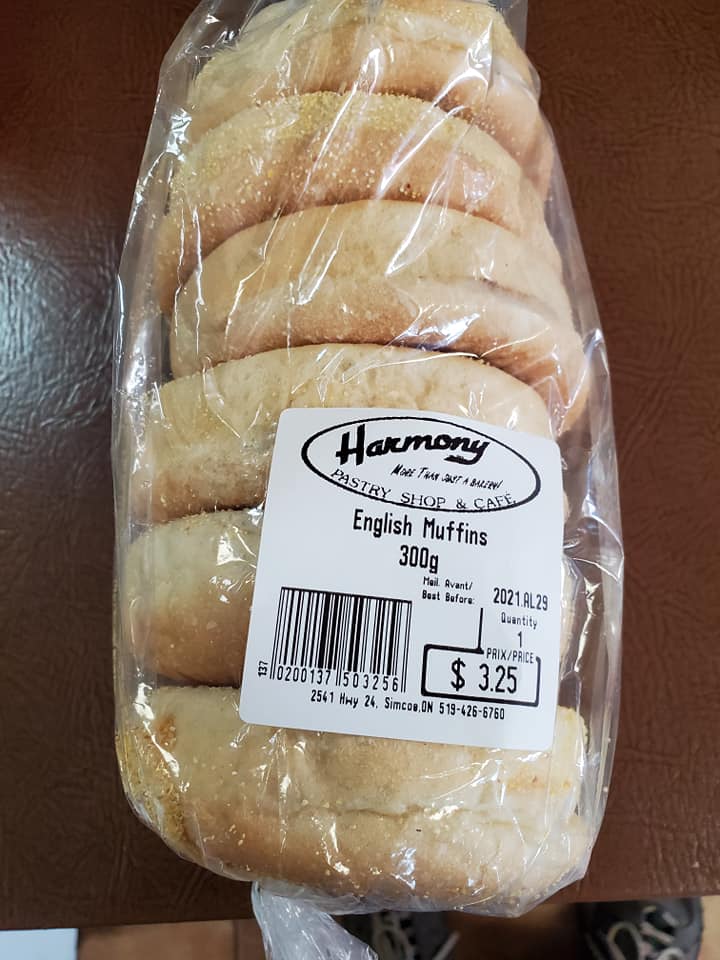 Harmony
MORE THAN JUST A BAKERY!
PASTRY SHOP & CAFE
English Muffins
300g
Meil. Avant/
Best Before: 2021.AL29
Quantity
1
PRIX/PRICE
$ 3.25
137
0200137 503256
2541 Hwy 24, Simcoe,ON 519-426-6760